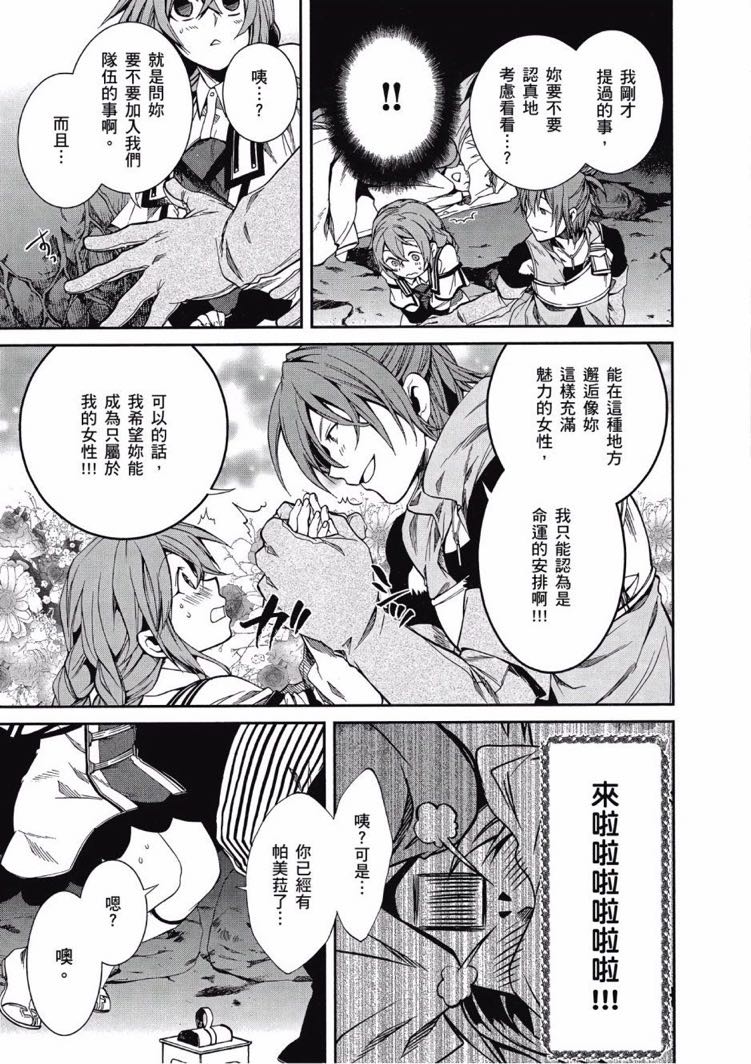 我剛才
提過的事，
妳要不要
認真地
考慮看看…？
!!
咦…？
就是問妳
要不要加入我們
隊伍的事啊。
而且…
能在這種地方
邂逅像妳
這樣充滿
魅力的女性，
我只能認為是
命運的安排啊!!!
可以的話，
我希望妳能
成為只屬於
我的女性!!!
來啦啦啦啦啦啦!!!
咦？可是…
你已經有
帕美菈了…
嗯？
噢。